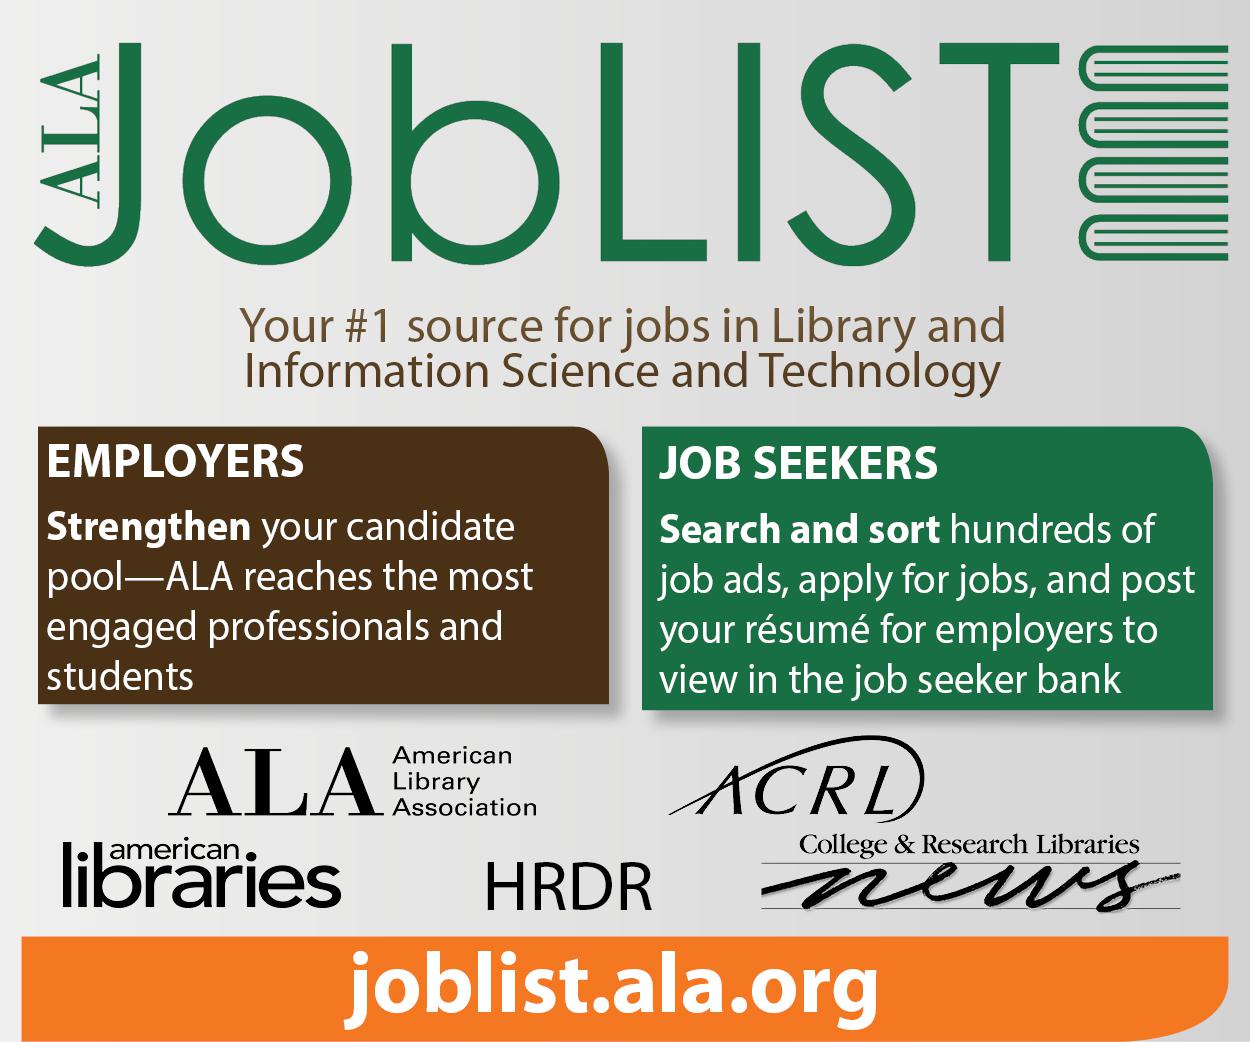 ALA JobLIST
Your #1 source for jobs in Library and
Information Science and Technology
EMPLOYERS
Strengthen your candidate
pool—ALA reaches the most
engaged professionals and
students
JOB SEEKERS
Search and sort hundreds of
job ads, apply for jobs, and post
your résumé for employers to
view in the job seeker bank
ALA
American
Library
Association
ACRL
american
libraries
HRDR
College & Research Libraries
news
joblist.ala.org